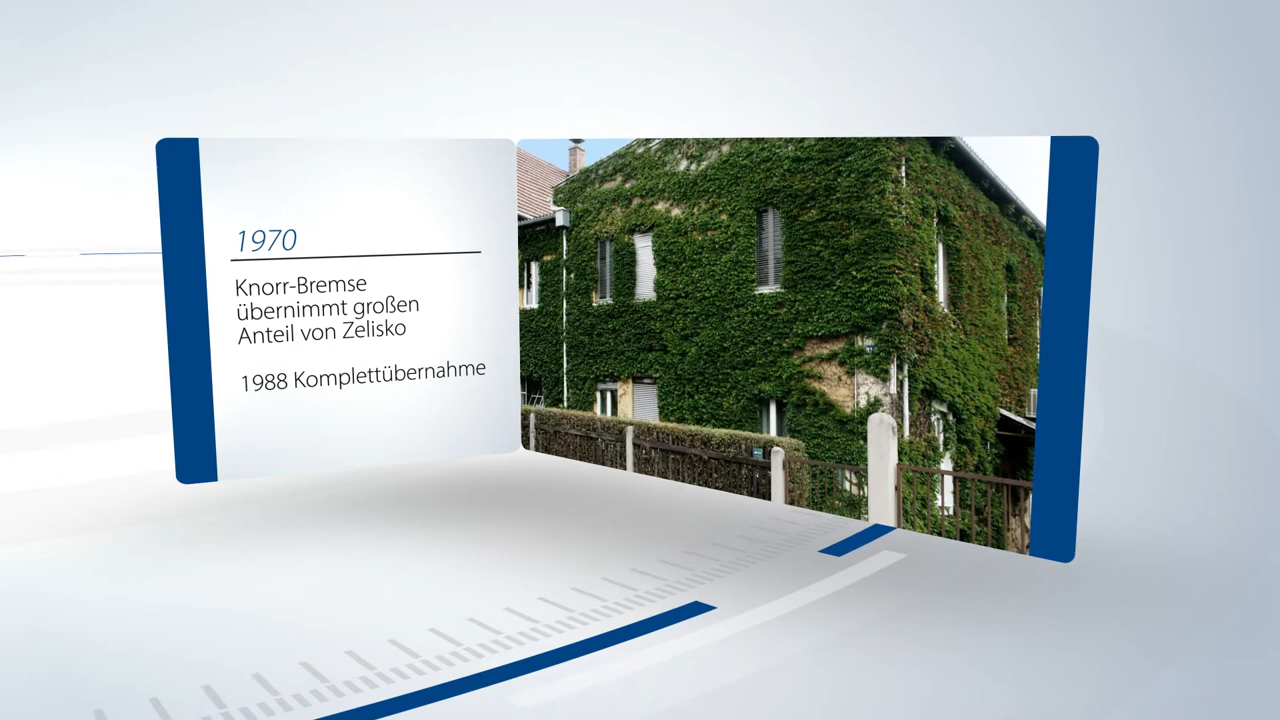 1970
Knorr-Bremse
übernimmt großen
Anteil von Zelisko
1988 Komplettübernahme